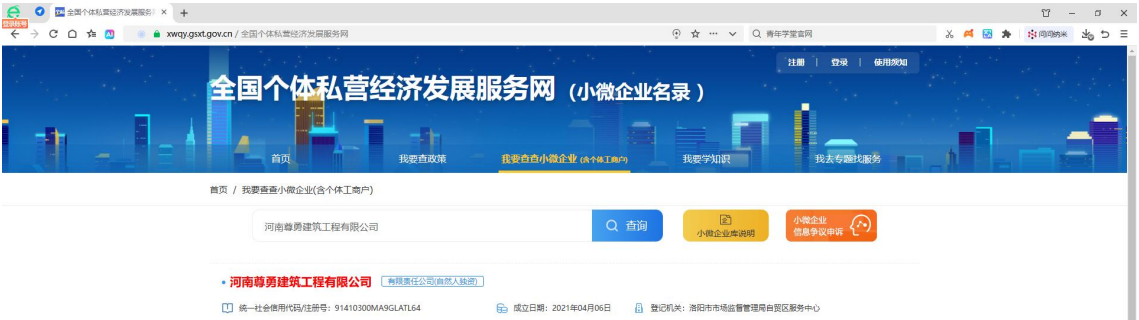 全国个体私营经济发展服务网
登录账号
xwqy.gsxt.gov.cn / 全国个体私营经济发展服务网
青年学堂官网
问问纳米
注册 | 登录 | 使用须知
全国个体私营经济发展服务网 (小微企业名录)
首页 我要查政策 我要查查小微企业 (含个体工商户) 我要学知识 我去专题找服务
首页 / 我要查查小微企业(含个体工商户)
河南尊勇建筑工程有限公司
查询
小微企业库说明
小微企业
信息争议申诉
河南尊勇建筑工程有限公司 有限责任公司(自然人独资)
统一社会信用代码/注册号：91410300MA9GLATL64 成立日期：2021年04月06日 登记机关：洛阳市市场监督管理局自贸区服务中心